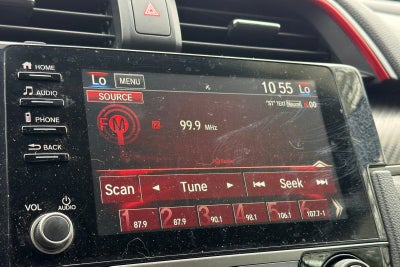 HOME
AUDIO
PHONE
BACK
VOL
AUDIO
Lo MENU 10 55 Lo
SOURCE
00
FM
99.9 MHz
Scan Tune Seek
1 2 3 4 5 6
87.9 87.9 90.1 98.1 106.1 107.7-1